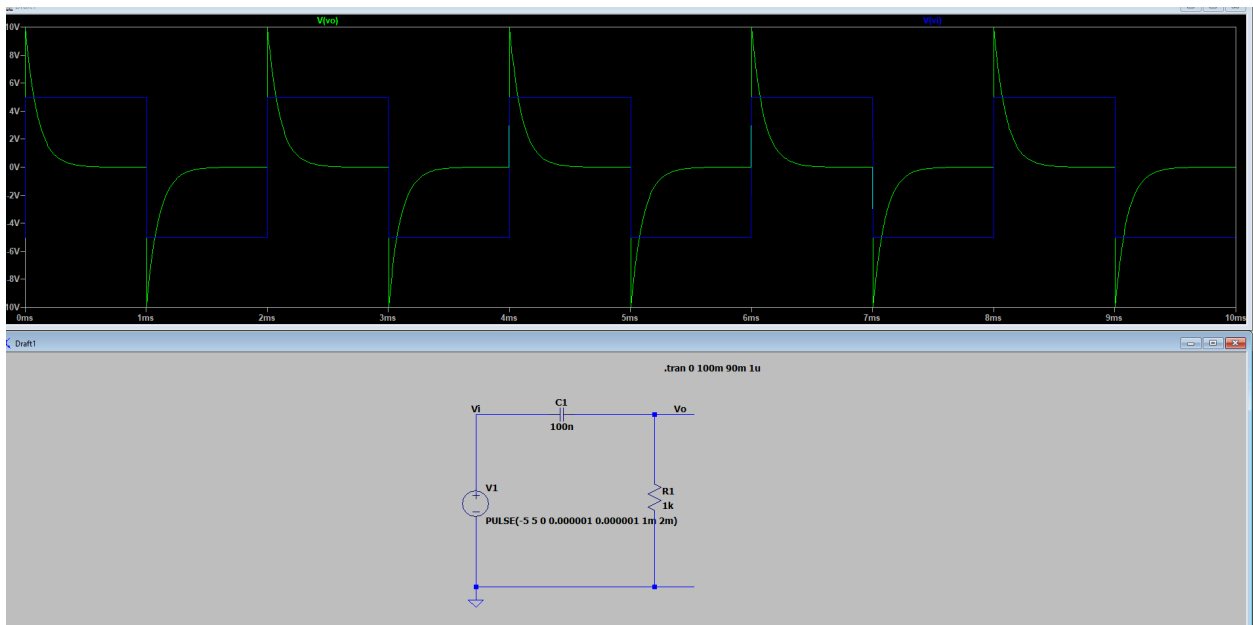 V(vo) V(vi)
10V
8V
6V
4V
2V
0V
-2V
-4V
-6V
-8V
10V
0ms 1ms 2ms 3ms 4ms 5ms 6ms 7ms 8ms 9ms 10ms
Draft1
.tran 0 100m 90m 1u
Vi C1 Vo
100n
V1 R1
1k
PULSE(-5 5 0 0.000001 0.000001 1m 2m)